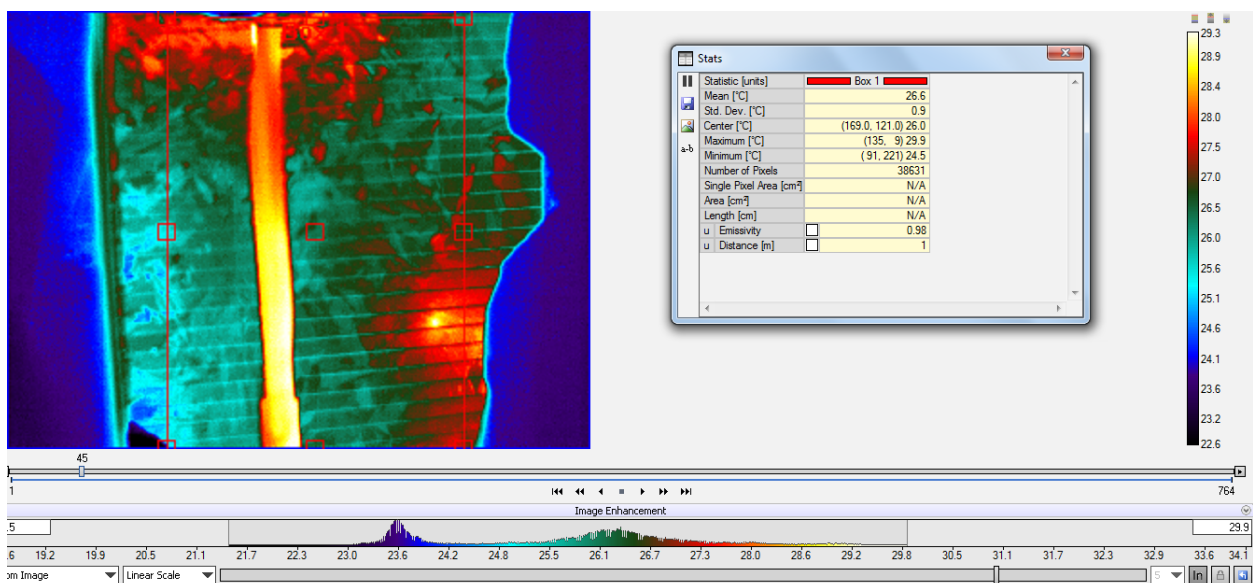 Stats
Statistic [units] Box 1
Mean [°C] 26.6
Std. Dev. [°C] 0.9
Center [°C] (169.0, 121.0) 26.0
Maximum [°C] (135, 9) 29.9
Minimum [°C] (91, 221) 24.5
Number of Pixels 38631
Single Pixel Area [cm²] N/A
Area [cm²] N/A
Length [cm] N/A
u Emissivity 0.98
u Distance [m] 1
a-b
29.3
28.9
28.4
28.0
27.5
27.0
26.5
26.0
25.6
25.1
24.6
24.1
23.6
23.2
22.6
45
1 764
Image Enhancement
.5 29.9
.6 19.2 19.9 20.5 21.1 21.7 22.3 23.0 23.6 24.2 24.8 25.5 26.1 26.7 27.3 28.0 28.6 29.2 29.8 30.5 31.1 31.7 32.3 32.9 33.6 34.1
om Image Linear Scale 5 In